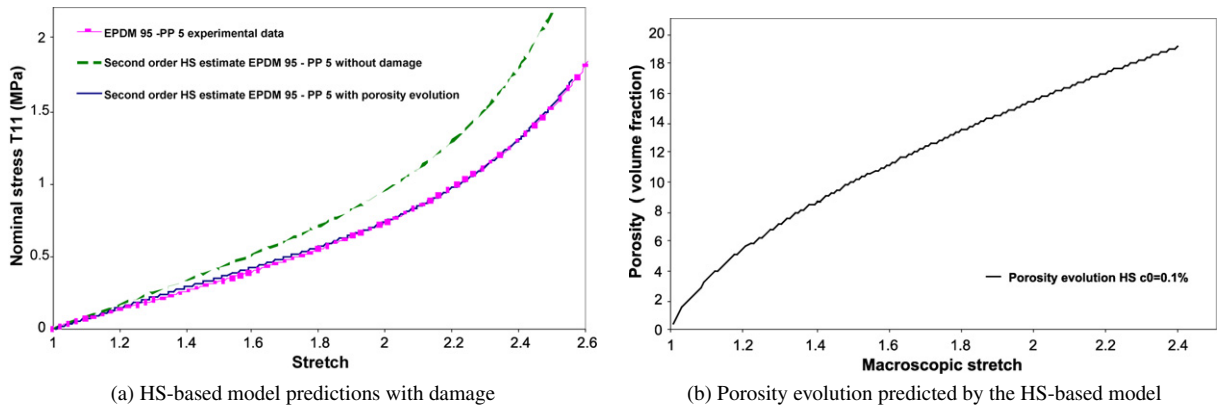 Nominal stress T11 (MPa)
2
1.5
1
0.5
0
EPDM 95 -PP 5 experimental data
Second order HS estimate EPDM 95 - PP 5 without damage
Second order HS estimate EPDM 95 - PP 5 with porosity evolution
1 1.2 1.4 1.6 1.8 2 2.2 2.4 2.6
Stretch
(a) HS-based model predictions with damage
Porosity ( volume fraction)
20
18
16
14
12
10
8
6
4
2
0
Porosity evolution HS c0=0.1%
1 1.2 1.4 1.6 1.8 2 2.2 2.4
Macroscopic stretch
(b) Porosity evolution predicted by the HS-based model